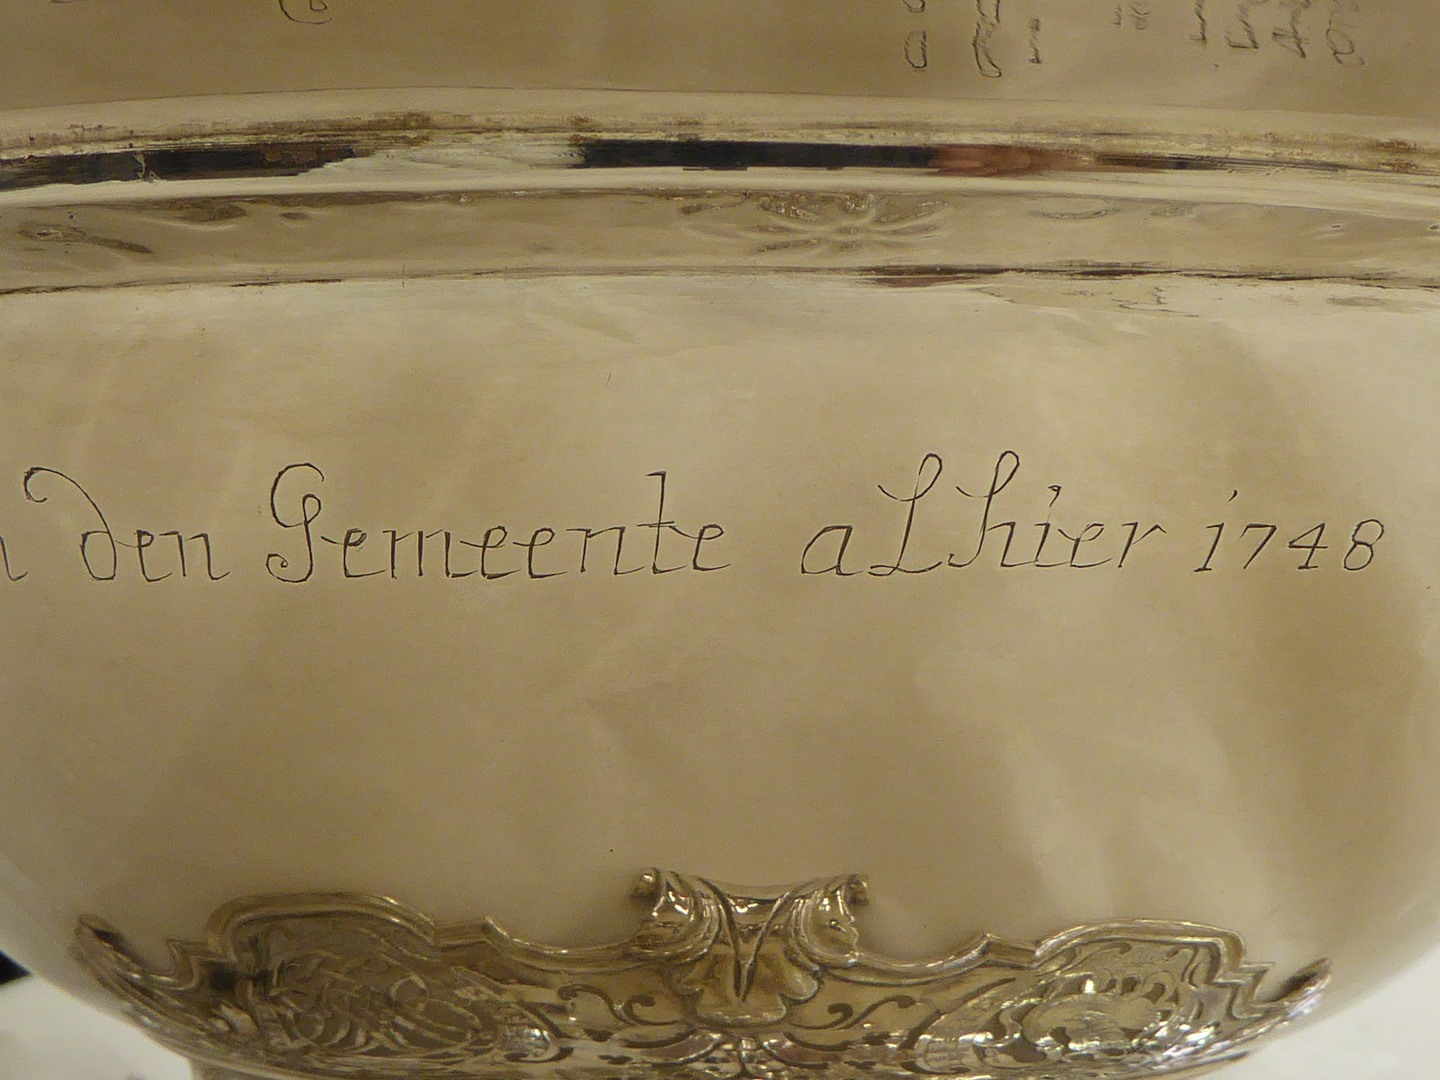 den Gemeente aLhier 1748